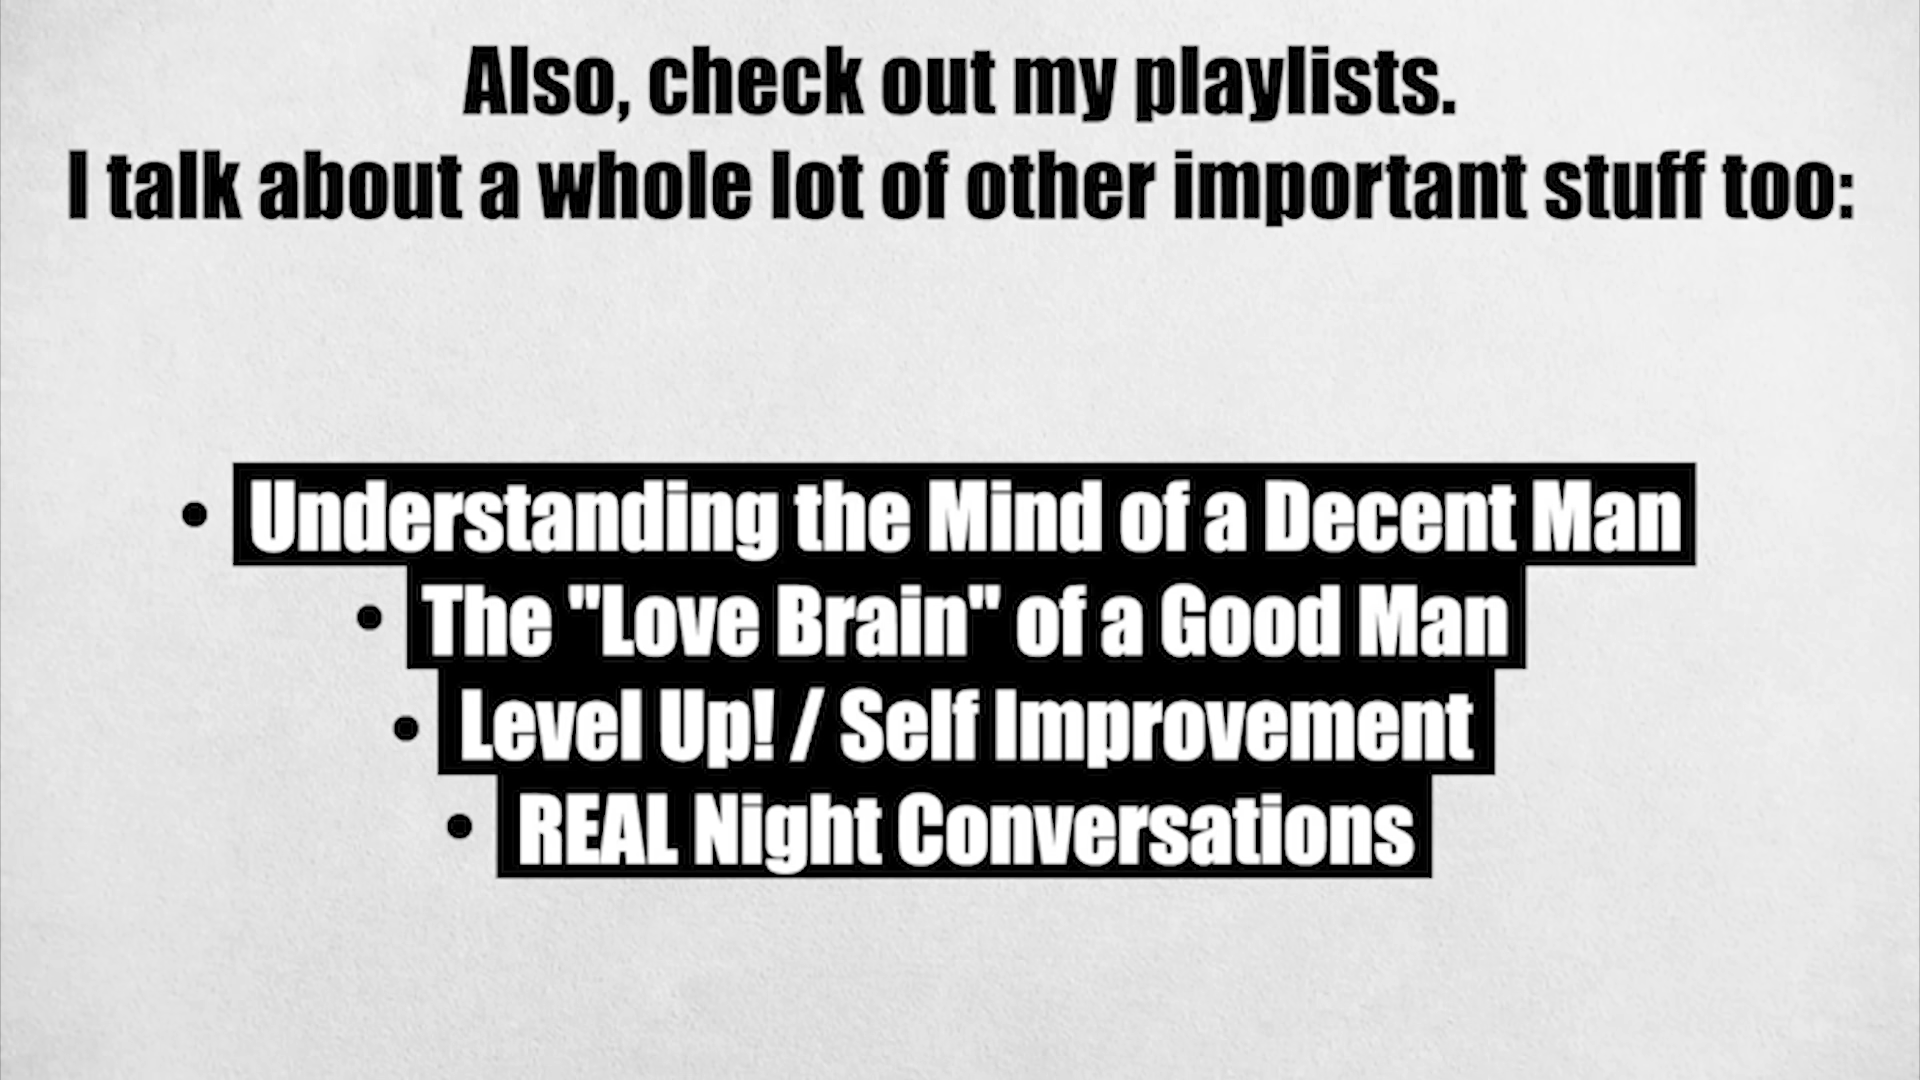 Also, check out my playlists.
I talk about a whole lot of other important stuff too:
• Understanding the Mind of a Decent Man
• The "Love Brain" of a Good Man
• Level Up! / Self Improvement
• REAL Night Conversations